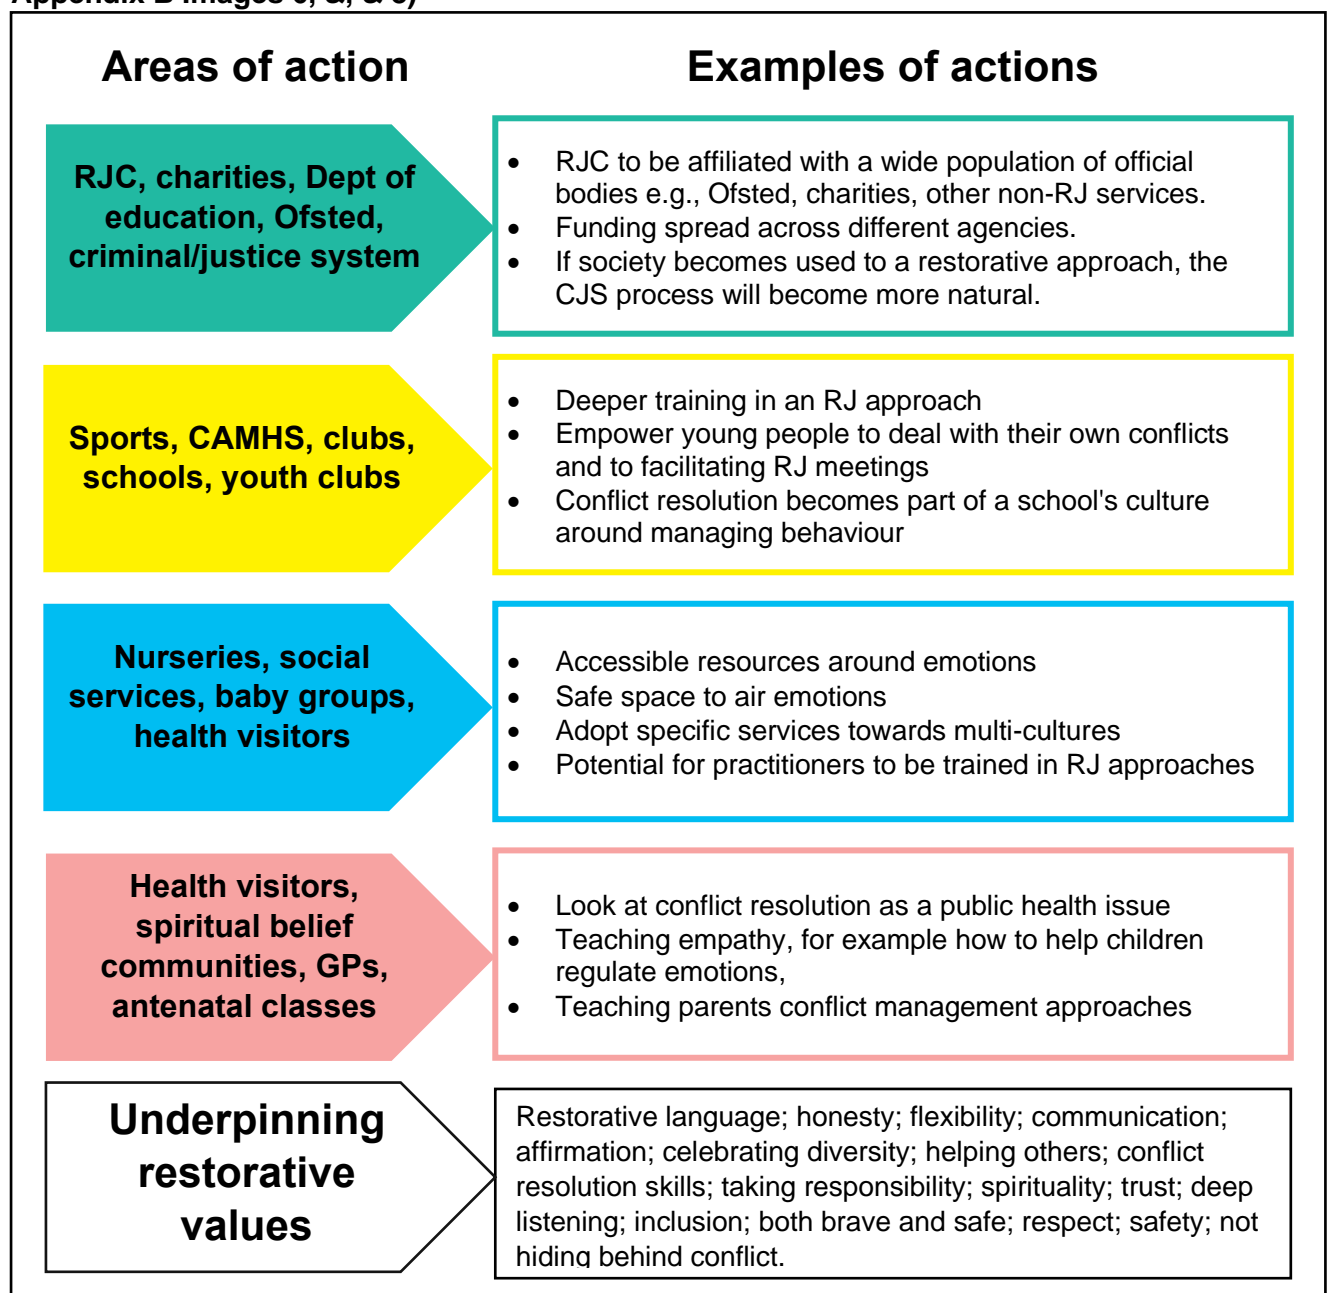 Areas of action
Examples of actions
RJC, charities, Dept of
education, Ofsted,
criminal/justice system
• RJC to be affiliated with a wide population of official
bodies e.g., Ofsted, charities, other non-RJ services.
• Funding spread across different agencies.
• If society becomes used to a restorative approach, the
CJS process will become more natural.
Sports, CAMHS, clubs,
schools, youth clubs
• Deeper training in an RJ approach
• Empower young people to deal with their own conflicts
and to facilitating RJ meetings
• Conflict resolution becomes part of a school's culture
around managing behaviour
Nurseries, social
services, baby groups,
health visitors
• Accessible resources around emotions
• Safe space to air emotions
• Adopt specific services towards multi-cultures
• Potential for practitioners to be trained in RJ approaches
Health visitors,
spiritual belief
communities, GPs,
antenatal classes
• Look at conflict resolution as a public health issue
• Teaching empathy, for example how to help children
regulate emotions,
• Teaching parents conflict management approaches
Underpinning
restorative
values
Restorative language; honesty; flexibility; communication;
affirmation; celebrating diversity; helping others; conflict
resolution skills; taking responsibility; spirituality; trust; deep
listening; inclusion; both brave and safe; respect; safety; not
hiding behind conflict.